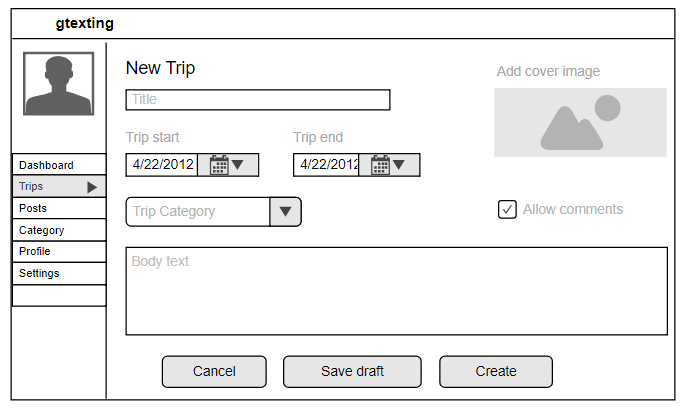 gtexting
New Trip
Add cover image
Title
Trip start
Trip end
4/22/2012
4/22/2012
Dashboard
Trips
Posts
Category
Profile
Settings
Trip Category
Allow comments
Body text
Cancel
Save draft
Create